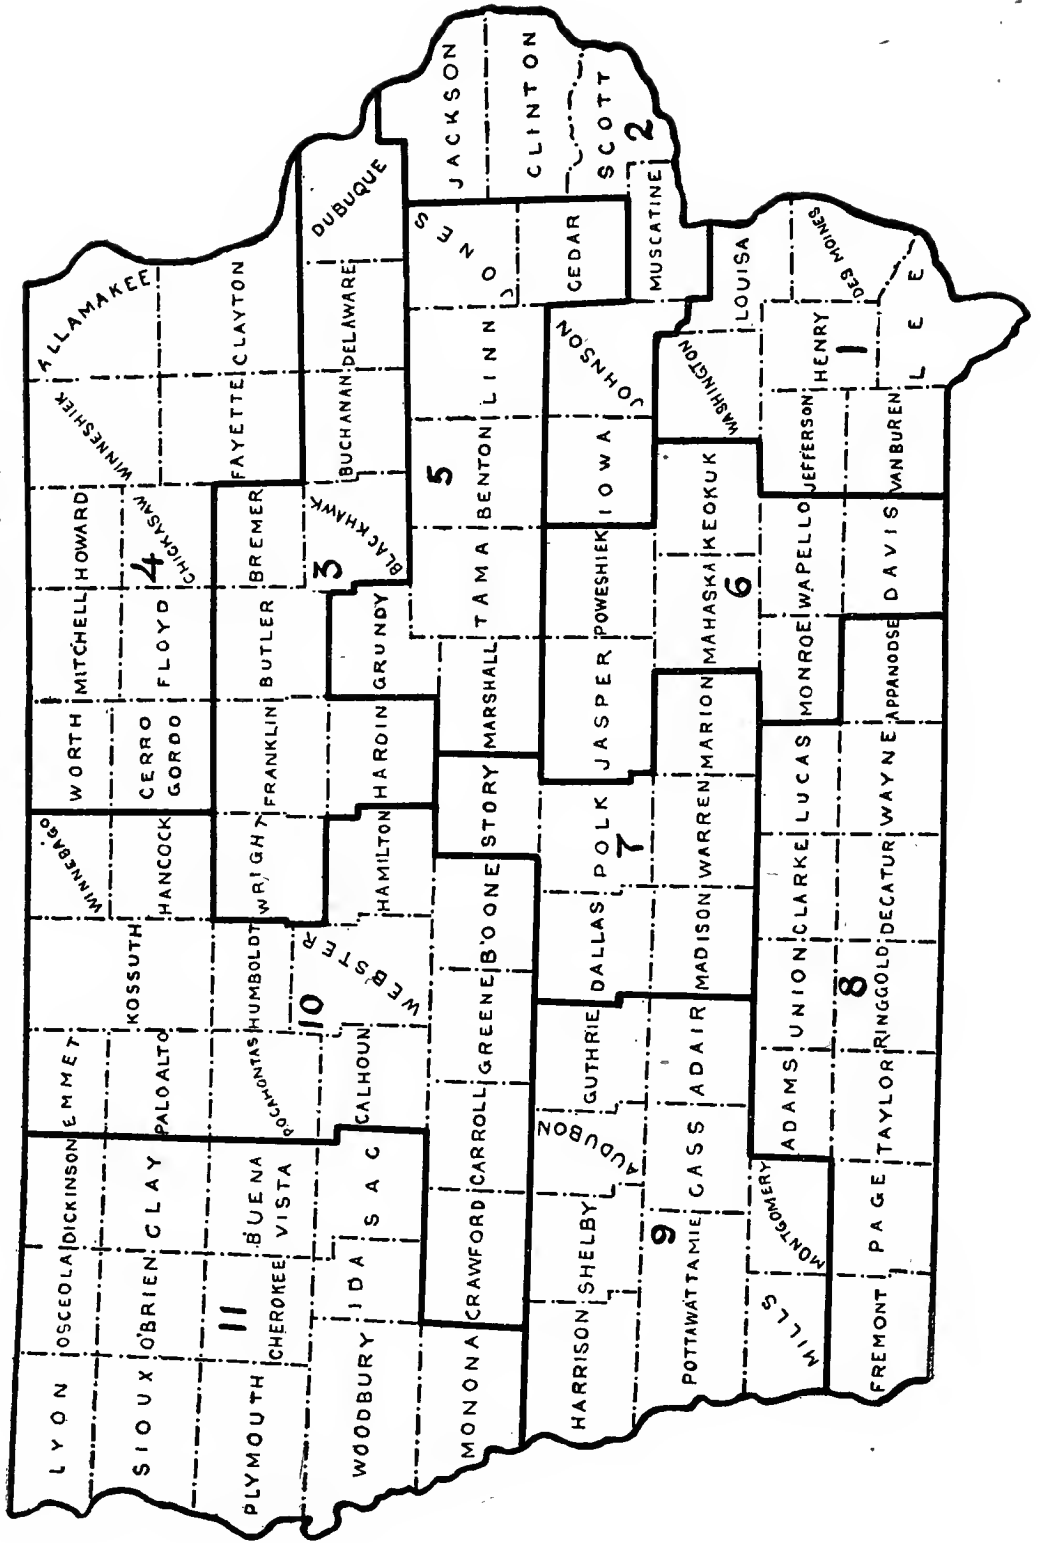 LYON
OSCEOLA
DICKINSON
EMMET
KOSSUTH
WINNEBAGO
WORTH
MITCHELL
HOWARD
WINNESHIEK
ALLAMAKEE
SIOUX
O'BRIEN
CLAY
PALOALTO
HANCOCK
CERRO
GORDO
FLOYD
4
CHICKASAW
PLYMOUTH
11
CHEROKEE
BUENA
VISTA
POCAHONTAS
HUMBOLDT
WRIGHT
FRANKLIN
BUTLER
BREMER
FAYETTE
CLAYTON
WOODBURY
IDA
SAC
CALHOUN
10
WEBSTER
HAMILTON
HARDIN
GRUNDY
3
BLACKHAWK
BUCHANAN
DELAWARE
DUBUQUE
MONONA
CRAWFORD
CARROLL
GREENE
BOONE
STORY
MARSHALL
TAMA
BENTON
5
LINN
JONES
JACKSON
CLINTON
HARRISON
SHELBY
AUDUBON
GUTHRIE
DALLAS
POLK
7
JASPER
POWESHIEK
IOWA
JOHNSON
CEDAR
SCOTT
2
MUSCATINE
POTTAWATTAMIE
9
CASS
ADAIR
MADISON
WARREN
MARION
MAHASKA
6
KEOKUK
WASHINGTON
LOUISA
MILLS
MONTGOMERY
ADAMS
UNION
CLARKE
LUCAS
MONROE
WAPELLO
JEFFERSON
HENRY
1
DES MOINES
FREMONT
PAGE
TAYLOR
RINGGOLD
8
DECATUR
WAYNE
APPANOOSE
DAVIS
VANBUREN
LEE